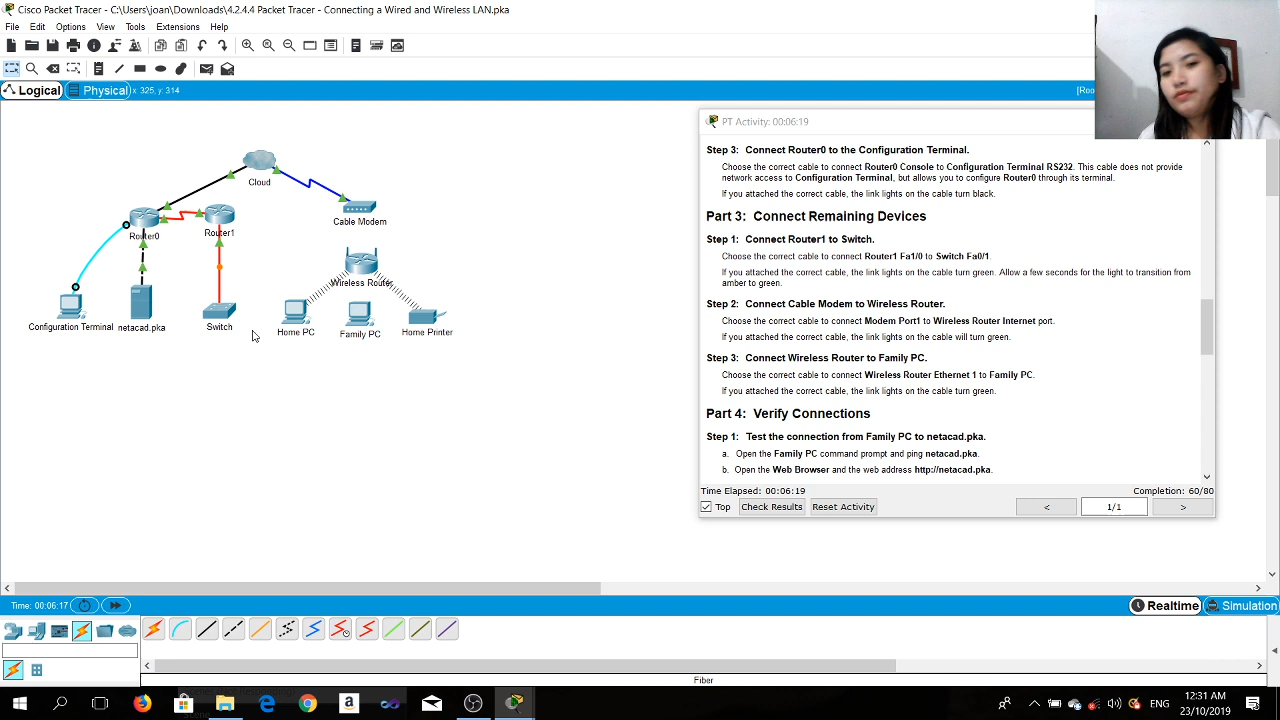 Cisco Packet Tracer - C:\Users\joan\Downloads\4.2.4.4 Packet Tracer - Connecting a Wired and Wireless LAN.pka
File Edit Options View Tools Extensions Help
Logical Physical x: 325, y: 314 [Roo
PT Activity: 00:06:19
Step 3: Connect Router0 to the Configuration Terminal.
Choose the correct cable to connect Router0 Console to Configuration Terminal RS232. This cable does not provide
network access to Configuration Terminal, but allows you to configure Router0 through its terminal.
If you attached the correct cable, the link lights on the cable turn black.
Part 3: Connect Remaining Devices
Step 1: Connect Router1 to Switch.
Choose the correct cable to connect Router1 Fa1/0 to Switch Fa0/1.
If you attached the correct cable, the link lights on the cable turn green. Allow a few seconds for the light to transition from
amber to green.
Step 2: Connect Cable Modem to Wireless Router.
Choose the correct cable to connect Modem Port1 to Wireless Router Internet port.
If you attached the correct cable, the link lights on the cable will turn green.
Step 3: Connect Wireless Router to Family PC.
Choose the correct cable to connect Wireless Router Ethernet 1 to Family PC.
If you attached the correct cable, the link lights on the cable turn green.
Part 4: Verify Connections
Step 1: Test the connection from Family PC to netacad.pka.
a. Open the Family PC command prompt and ping netacad.pka.
b. Open the Web Browser and the web address http://netacad.pka.
Time Elapsed: 00:06:19 Completion: 60/80
Top Check Results Reset Activity < 1/1 >
Cloud
Cable Modem
Router0
Router1
Wireless Router
Configuration Terminal
netacad.pka
Switch
Home PC
Family PC
Home Printer
Time: 00:06:17 Realtime Simulation
Fiber
12:31 AM
ENG
23/10/2019